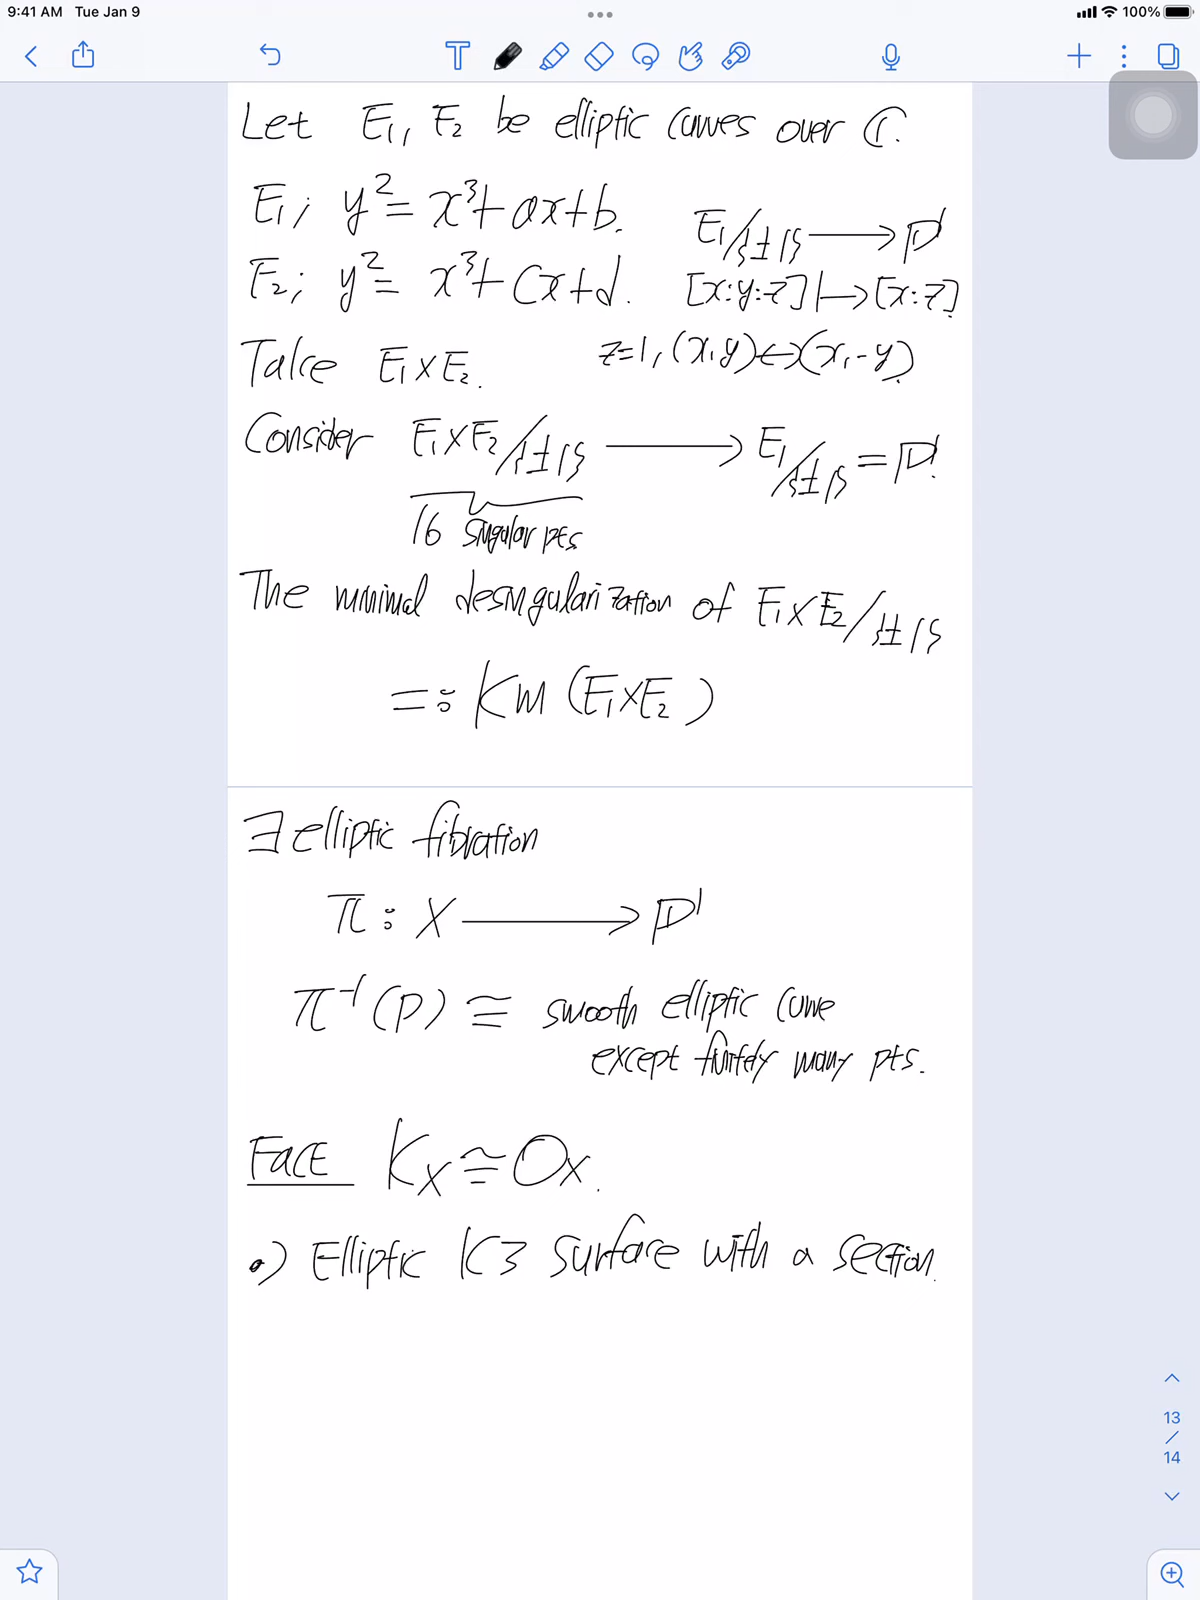 9:41 AM Tue Jan 9
100%
Let E₁, E₂ be elliptic curves over ℂ.
E₁; y² = x³+ax+b.
E₁/{±1} ⟶ ℙ¹
E₂; y² = x³+cx+d.
[x:y:z] ↦ [x:z].
Take E₁×E₂.
z=1, (x,y)↔(x,-y).
Consider E₁×E₂/{±1} ⟶ E₁/{±1} = ℙ¹.
16 singular pts.
The minimal desingularization of E₁×E₂/{±1}
=: Km (E₁×E₂)
∃ elliptic fibration
π : X ⟶ ℙ¹
π⁻¹(p) ≅ smooth elliptic curve
except finitely many pts.
Fact K_X ≅ O_X.
•) Elliptic K3 surface with a section.
13
/
14